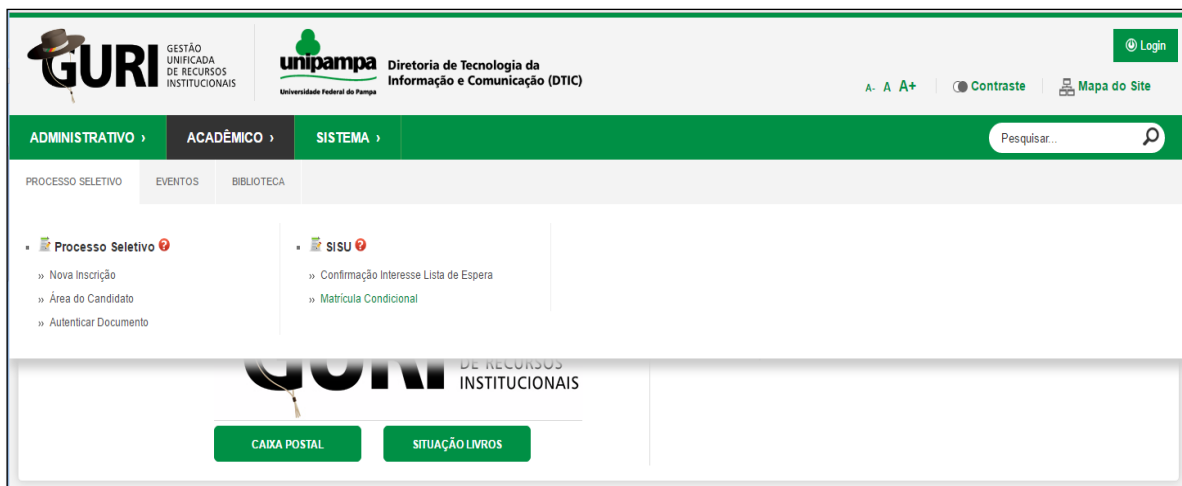 GURI
GESTÃO
UNIFICADA
DE RECURSOS
INSTITUCIONAIS
unipampa
Universidade Federal do Pampa
Diretoria de Tecnologia da
Informação e Comunicação (DTIC)
Login
A- A A+ Contraste Mapa do Site
ADMINISTRATIVO › ACADÊMICO › SISTEMA › Pesquisar...
PROCESSO SELETIVO EVENTOS BIBLIOTECA
Processo Seletivo
» Nova Inscrição
» Área do Candidato
» Autenticar Documento
SISU
» Confirmação Interesse Lista de Espera
» Matrícula Condicional
GURI
DE RECURSOS
INSTITUCIONAIS
CAIXA POSTAL SITUAÇÃO LIVROS